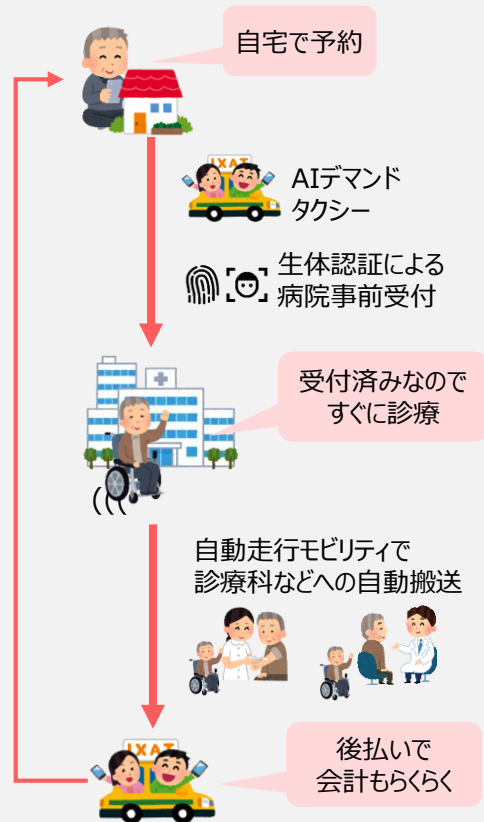 自宅で予約
TAXI
AIデマンド
タクシー
生体認証による
病院事前受付
受付済みなので
すぐに診療
自動走行モビリティで
診療科などへの自動搬送
TAXI
後払いで
会計もらくらく